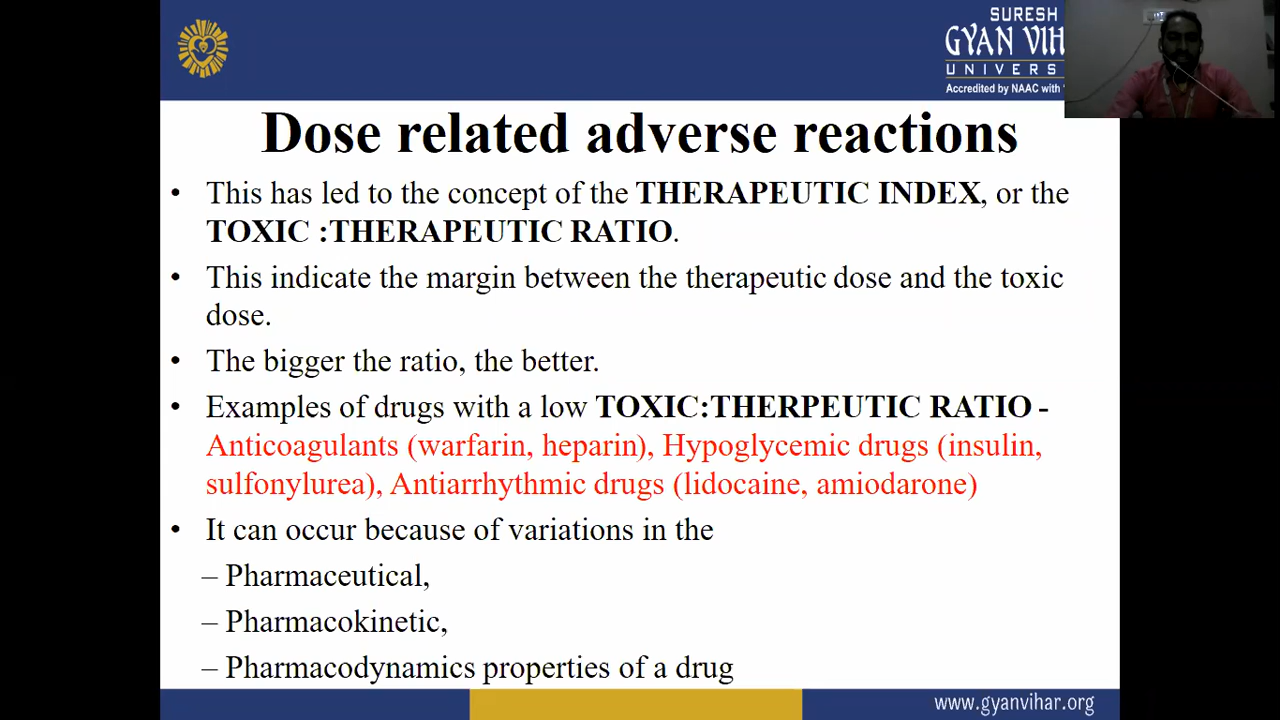 SURESH
GYAN VIH
UNIVERS
Accredited by NAAC with
Dose related adverse reactions
• This has led to the concept of the THERAPEUTIC INDEX, or the
TOXIC :THERAPEUTIC RATIO.
• This indicate the margin between the therapeutic dose and the toxic
dose.
• The bigger the ratio, the better.
• Examples of drugs with a low TOXIC:THERPEUTIC RATIO -
Anticoagulants (warfarin, heparin), Hypoglycemic drugs (insulin,
sulfonylurea), Antiarrhythmic drugs (lidocaine, amiodarone)
• It can occur because of variations in the
– Pharmaceutical,
– Pharmacokinetic,
– Pharmacodynamics properties of a drug
www.gyanvihar.org